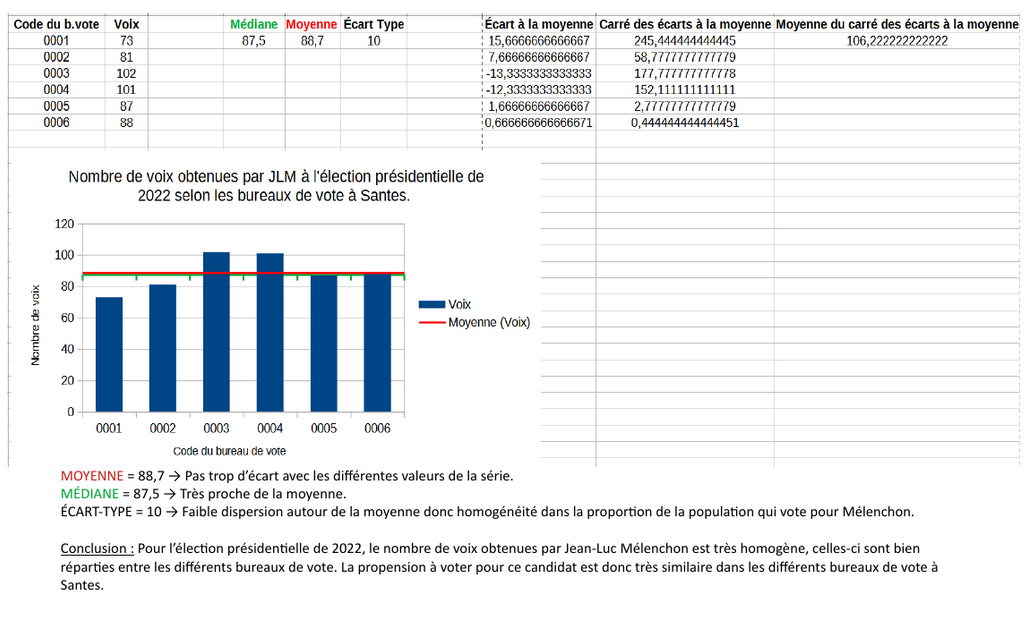 Code du b.vote Voix Médiane Moyenne Écart Type Écart à la moyenne Carré des écarts à la moyenne Moyenne du carré des écarts à la moyenne
0001 73 87,5 88,7 10 15,6666666666667 245,444444444445 106,222222222222
0002 81 7,66666666666667 58,7777777777779
0003 102 -13,3333333333333 177,777777777778
0004 101 -12,3333333333333 152,111111111111
0005 87 1,66666666666667 2,77777777777779
0006 88 0,666666666666671 0,444444444444451
Nombre de voix obtenues par JLM à l'élection présidentielle de
2022 selon les bureaux de vote à Santes.
120
100
80
60
40
20
0
Nombre de voix
0001 0002 0003 0004 0005 0006
Code du bureau de vote
Voix
Moyenne (Voix)
MOYENNE = 88,7 → Pas trop d’écart avec les différentes valeurs de la série.
MÉDIANE = 87,5 → Très proche de la moyenne.
ÉCART-TYPE = 10 → Faible dispersion autour de la moyenne donc homogénéité dans la proportion de la population qui vote pour Mélenchon.
Conclusion : Pour l’élection présidentielle de 2022, le nombre de voix obtenues par Jean-Luc Mélenchon est très homogène, celles-ci sont bien
réparties entre les différents bureaux de vote. La propension à voter pour ce candidat est donc très similaire dans les différents bureaux de vote à
Santes.